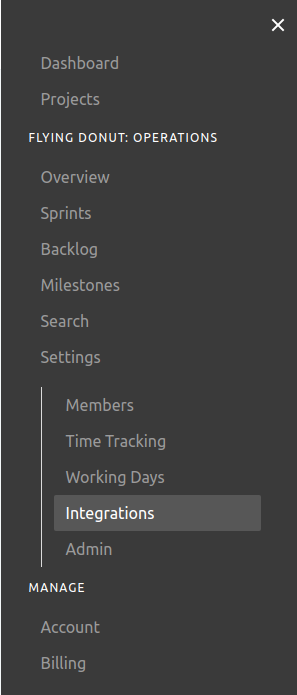 Dashboard
Projects
FLYING DONUT: OPERATIONS
Overview
Sprints
Backlog
Milestones
Search
Settings
Members
Time Tracking
Working Days
Integrations
Admin
MANAGE
Account
Billing